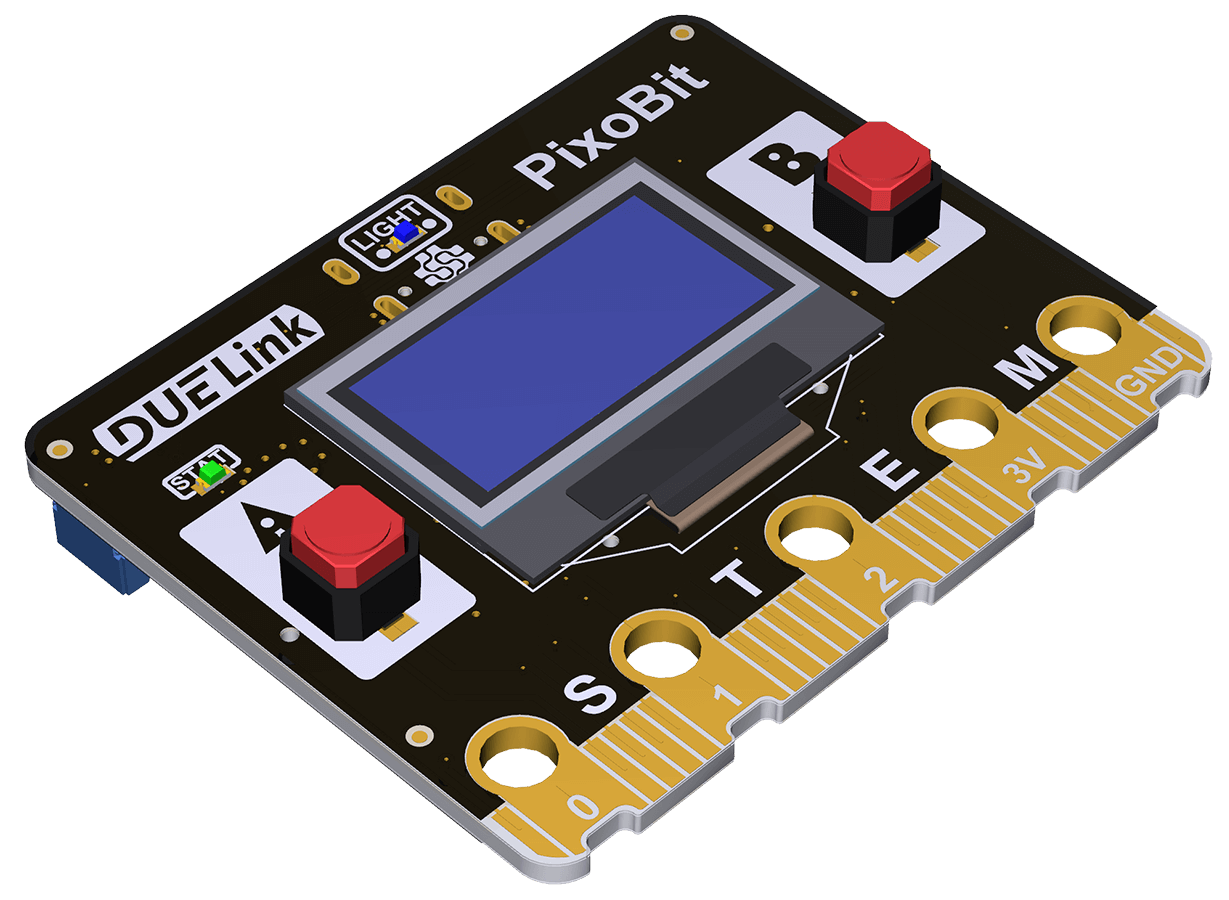 PixoBit
B
LIGHT
DUELink
STAT
A
S T E M
0 1 2 3V GND